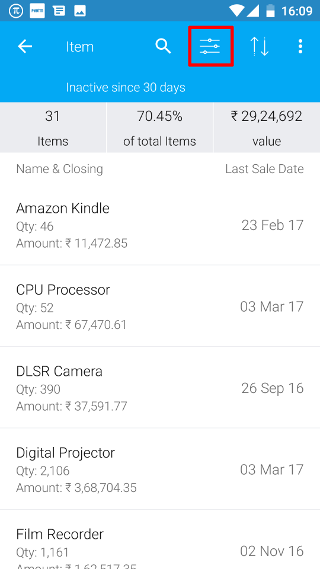 16:09
Item
Inactive since 30 days
31 70.45% ₹ 29,24,692
Items of total Items value
Name & Closing Last Sale Date
Amazon Kindle
Qty: 46 23 Feb 17
Amount: ₹ 11,472.85
CPU Processor
Qty: 52 03 Mar 17
Amount: ₹ 67,470.61
DLSR Camera
Qty: 390 26 Sep 16
Amount: ₹ 37,591.77
Digital Projector
Qty: 2,106 03 Mar 17
Amount: ₹ 3,68,704.35
Film Recorder
Qty: 1,161 02 Nov 16
Amount: ₹ 1,62,517.35